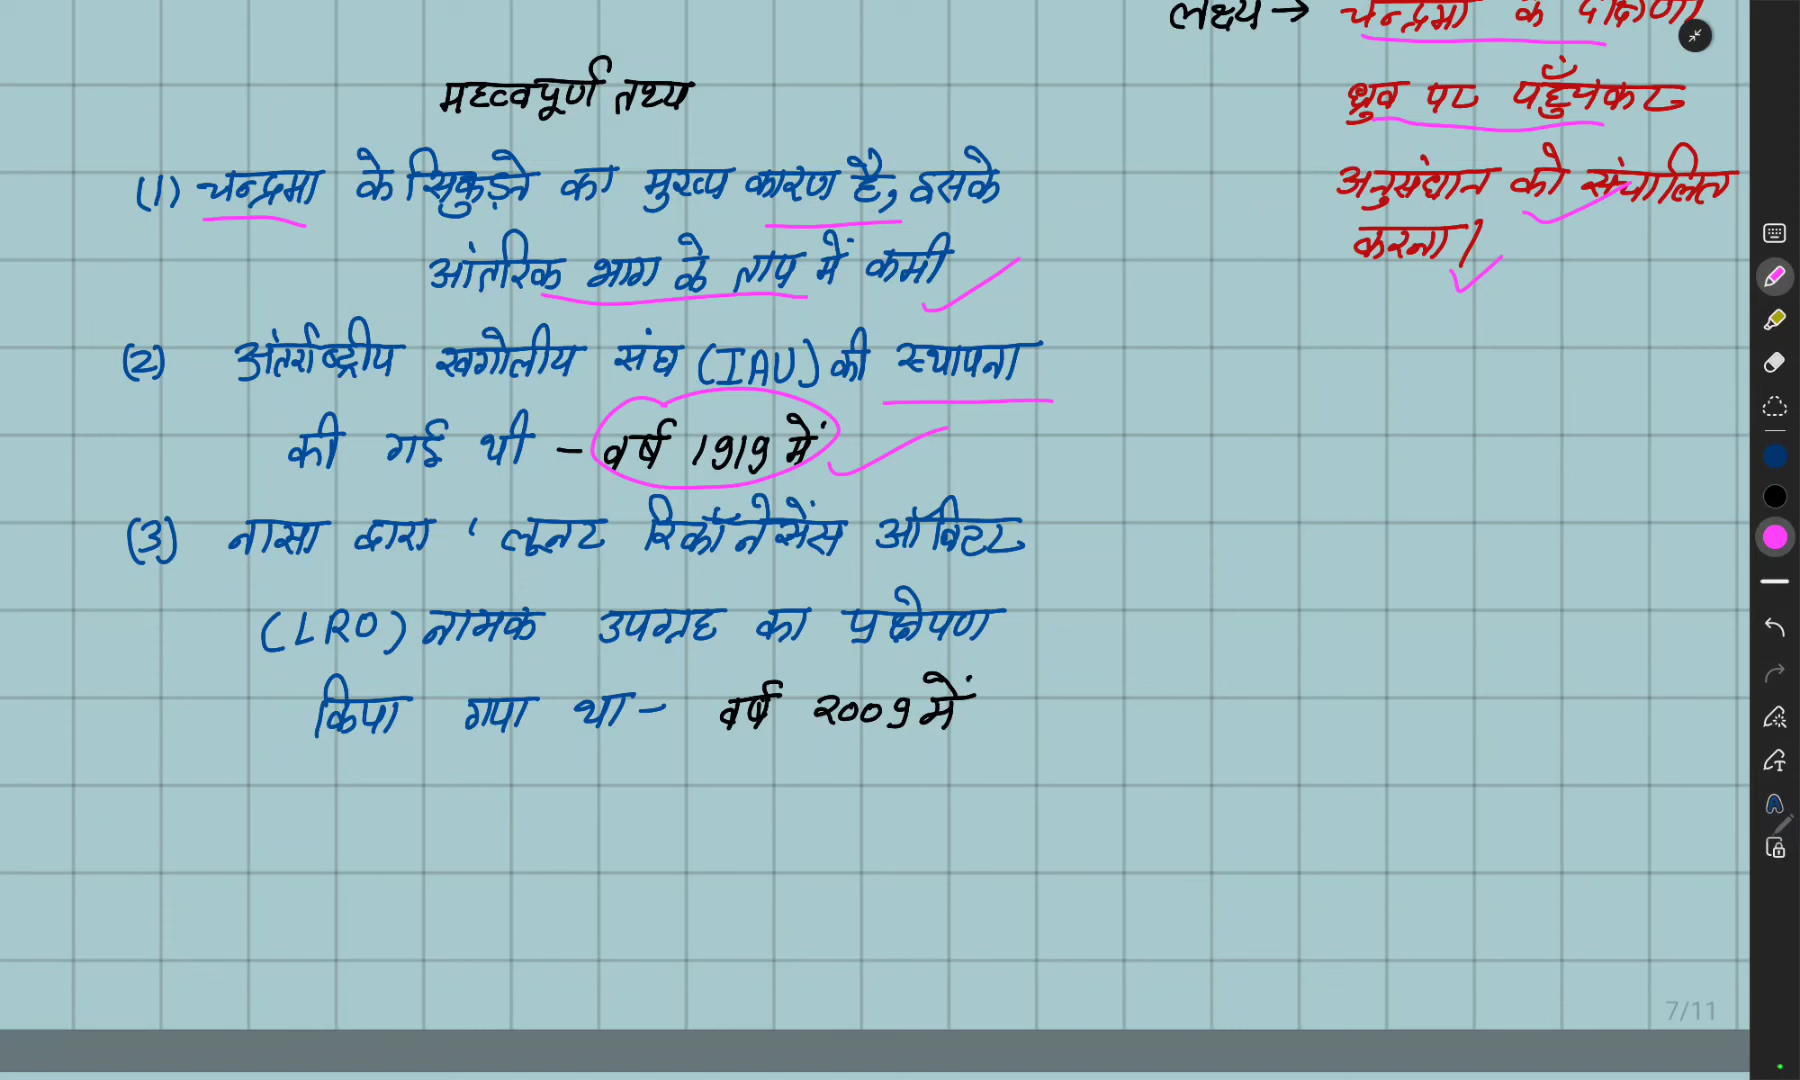 लक्ष्य → चन्द्रमा के दक्षिणी
ध्रुव पर पहुँचकर
अनुसंधान को संचालित
करना।
महत्वपूर्ण तथ्य
(1) चन्द्रमा के सिकुड़ने का मुख्य कारण है, इसके
आंतरिक भाग के ताप में कमी
(2) अंतर्राष्ट्रीय खगोलीय संघ (IAU) की स्थापना
की गई थी - वर्ष 1919 में
(3) नासा द्वारा ' लूनर रिकॉनेसेंस ऑर्बिटर
(LRO) नामक उपग्रह का प्रक्षेपण
किया गया था - वर्ष 2009 में
7/11